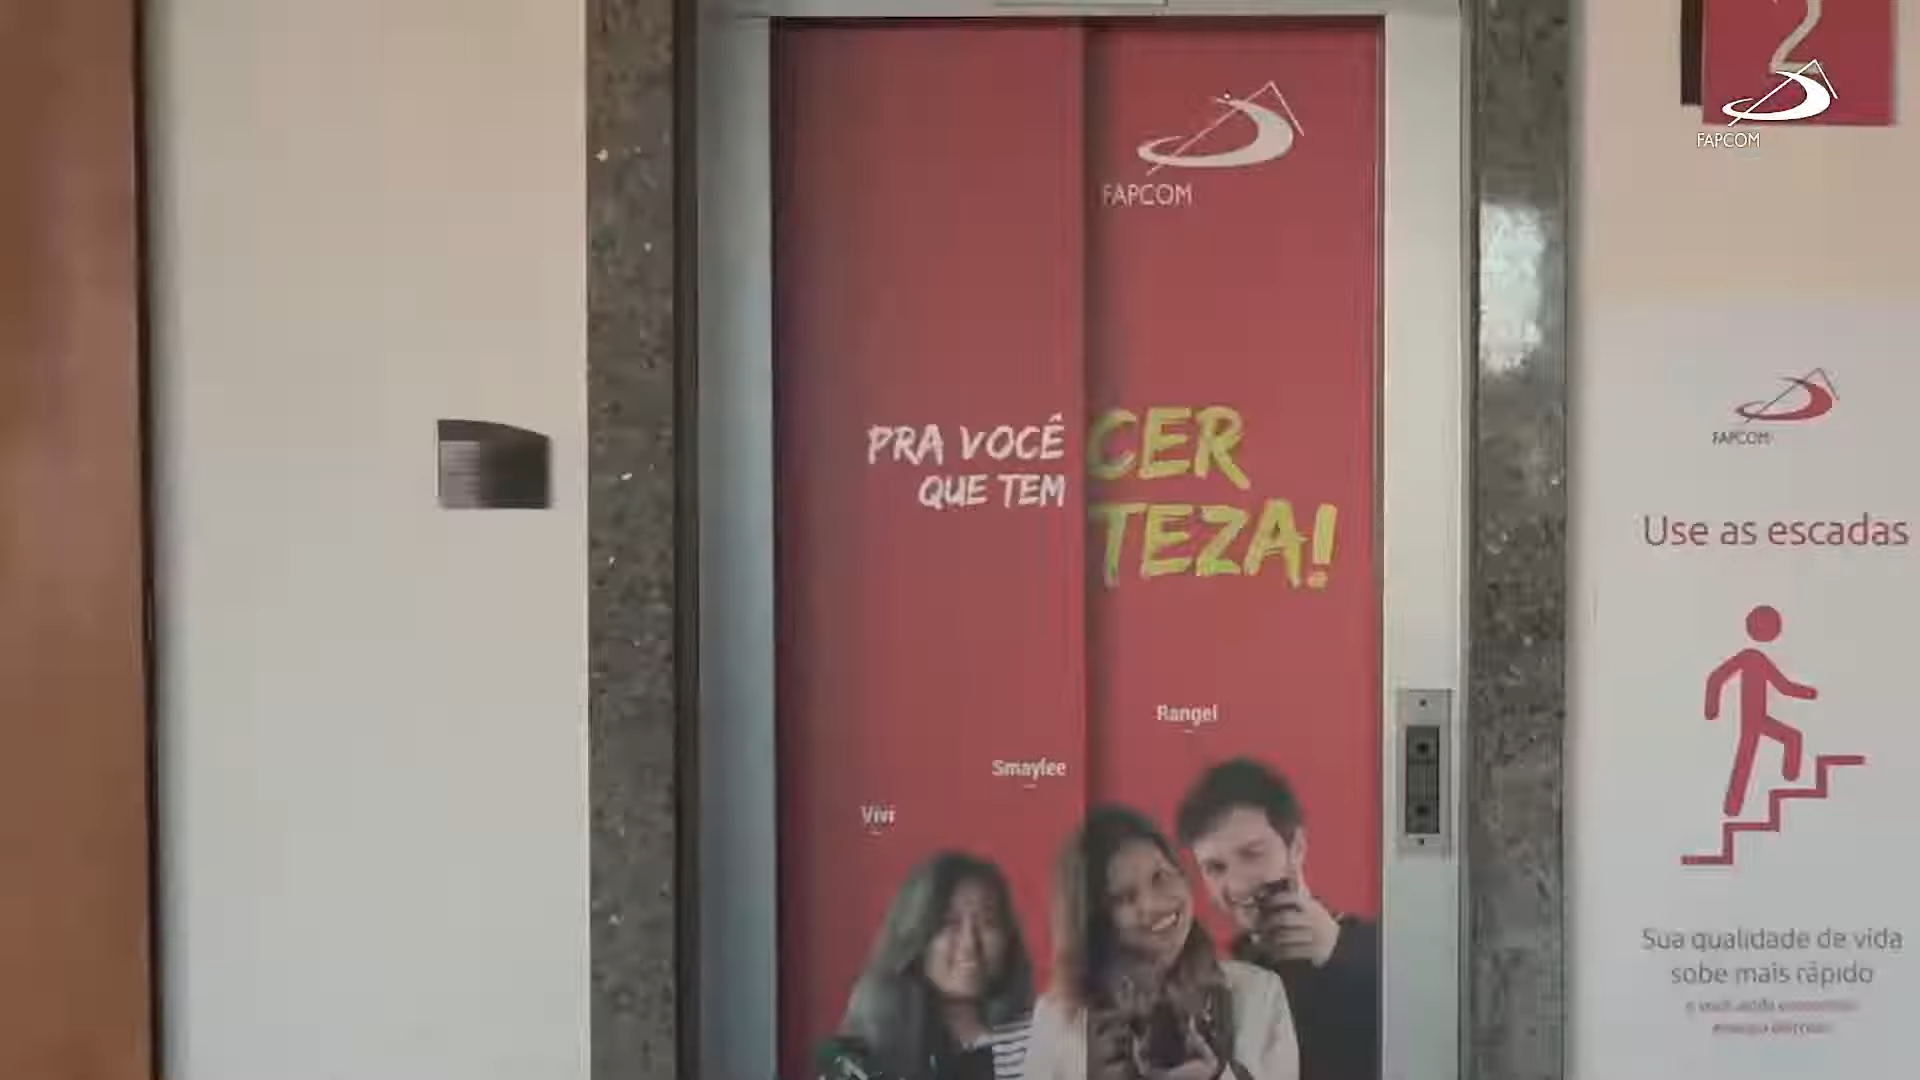 2
FAPCOM
FAPCOM
PRA VOCÊ
QUE TEM
CER
TEZA!
Rangel
Smaylee
Vivi
FAPCOM
Use as escadas
Sua qualidade de vida
sobe mais rápido